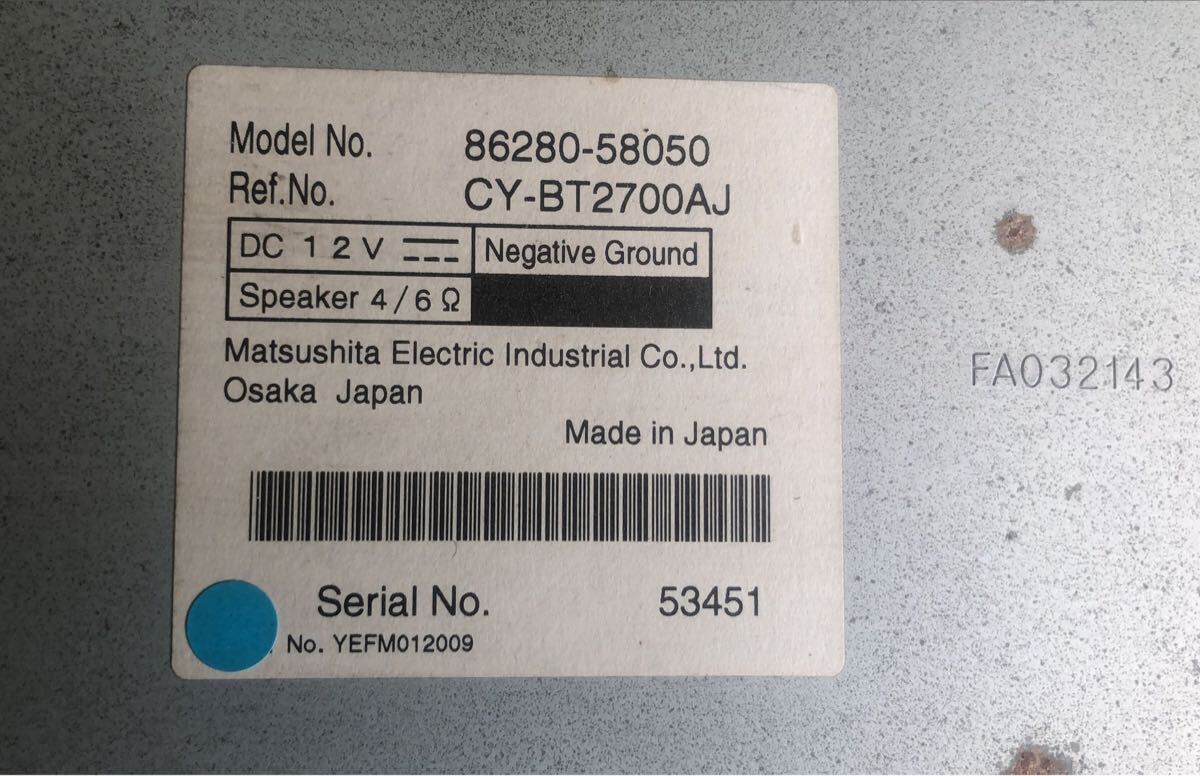 Model No. 86280-58050
Ref.No. CY-BT2700AJ
DC 12V Negative Ground
Speaker 4/6Ω
Matsushita Electric Industrial Co.,Ltd.
Osaka Japan
Made in Japan
Serial No. 53451
No. YEFM012009
FA032143